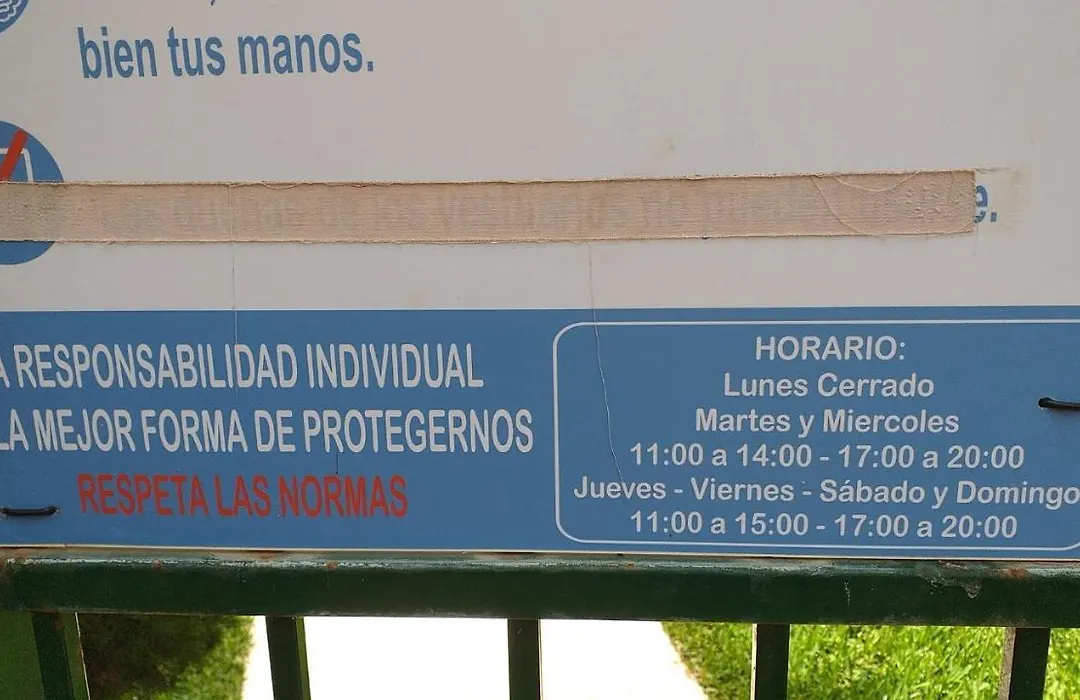 bien tus manos.
e.
A RESPONSABILIDAD INDIVIDUAL
LA MEJOR FORMA DE PROTEGERNOS
RESPETA LAS NORMAS
HORARIO:
Lunes Cerrado
Martes y Miercoles
11:00 a 14:00 - 17:00 a 20:00
Jueves - Viernes - Sábado y Domingo
11:00 a 15:00 - 17:00 a 20:00